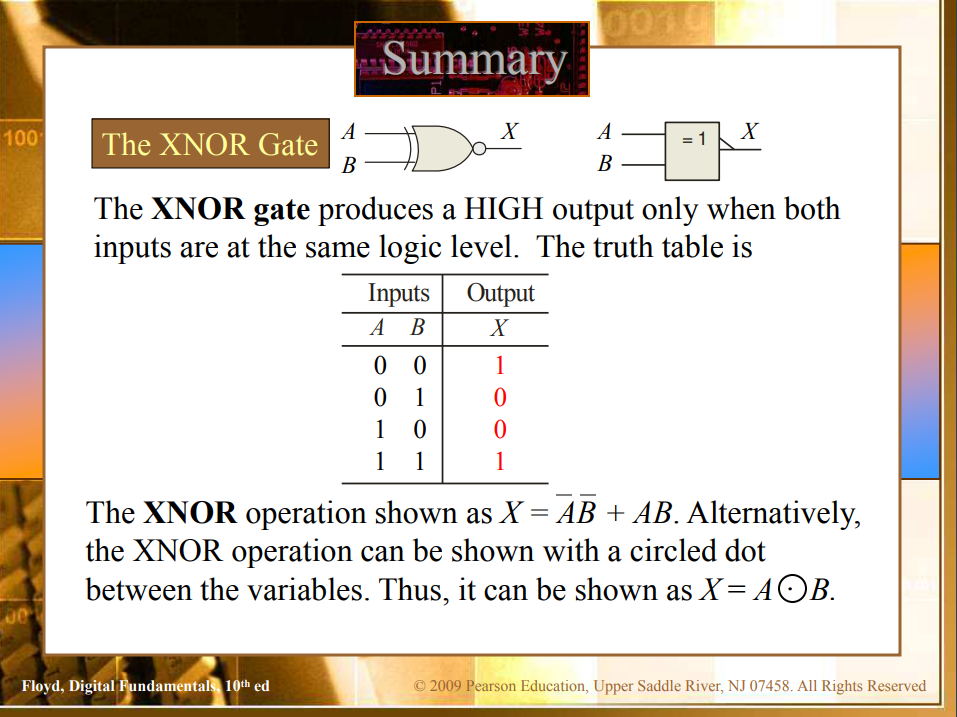 Summary
The XNOR Gate
A
B
X
A
B
= 1
X
The XNOR gate produces a HIGH output only when both
inputs are at the same logic level. The truth table is
Inputs Output
A B X
0 0 1
0 1 0
1 0 0
1 1 1
The XNOR operation shown as X = A̅B̅ + AB. Alternatively,
the XNOR operation can be shown with a circled dot
between the variables. Thus, it can be shown as X = A⊙B.
Floyd, Digital Fundamentals, 10th ed
© 2009 Pearson Education, Upper Saddle River, NJ 07458. All Rights Reserved